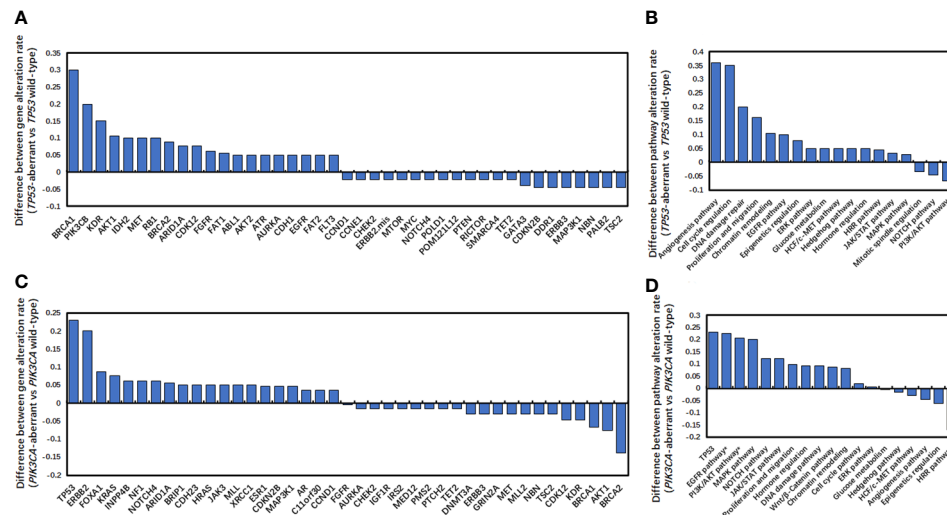 A
Difference between gene alteration rate
(TP53-aberrant vs TP53 wild-type)
0.35
0.3
0.25
0.2
0.15
0.1
0.05
0
-0.05
-0.1
BRCA1
PIK3CB
KDR
AKT1
IDH2
MET
RB1
BRCA2
ARID1A
CDK12
FGFR
FAT1
ABL1
AKT2
ATR
AURKA
CDH1
EGFR
FAT2
FLT3
CCND1
CCNE1
CHEK2
ERBB2.mis
MTOR
MYC
NOTCH4
POLD1
POM121L12
PTEN
RICTOR
SMARCA4
TET2
GATA3
CDKN2B
DDR1
ERBB3
MAP3K1
NBN
PALB2
TSC2
B
Difference between pathway alteration rate
(TP53-aberrant vs TP53 wild-type)
0.4
0.35
0.3
0.25
0.2
0.15
0.1
0.05
0
-0.05
-0.1
Angiogenesis pathway
Cell cycle regulation
DNA damage repair
Proliferation and migration
Chromatin remodeling
EGFR pathway
Epigenetics regulation
ERK pathway
Glucose metabolism
HCF/c-MET pathway
Hedgehog pathway
Hormone regulation
HRR pathway
JAK/STAT pathway
MAPK pathway
Mitotic spindle regulation
NOTCH pathway
PI3K/AKT pathway
C
Difference between gene alteration rate
(PIK3CA-aberrant vs PIK3CA wild-type)
0.25
0.2
0.15
0.1
0.05
0
-0.05
-0.1
-0.15
-0.2
TP53
ERBB2
FOXA1
KRAS
INPP4B
NF1
NOTCH4
ARID1A
BRIP1
CDH23
HRAS
JAK2
MLL
XRCC1
ESR1
CDKN2B
MAP3K1
AR
C11orf30
CCND1
FGFR
AURKA
CHEK2
IGF1R
IRS2
MED12
PMS2
PTCH2
TET2
DNMT3A
ERBB3
GRIN2A
MET
MLL2
NBN
TSC2
CDK12
KDR
BRCA1
AKT1
BRCA2
D
Difference between pathway alteration rate
(PIK3CA-aberrant vs PIK3CA wild-type)
0.3
0.25
0.2
0.15
0.1
0.05
0
-0.05
-0.1
-0.15
-0.2
TP53
EGFR pathway*
PI3K/AKT pathway*
MAPK pathway
NOTCH pathway
JAK/STAT pathway
Proliferation and migration
Hormone regulation
DNA damage pathway
Wnt/β-Catenin pathway
Chromatin remodeling
Cell cycle pathway
ERK pathway
Glucose metabolism
Hedgehog pathway
HCF/c-MET pathway
Angiogenesis pathway
Epigenetics regulation
HRR pathway